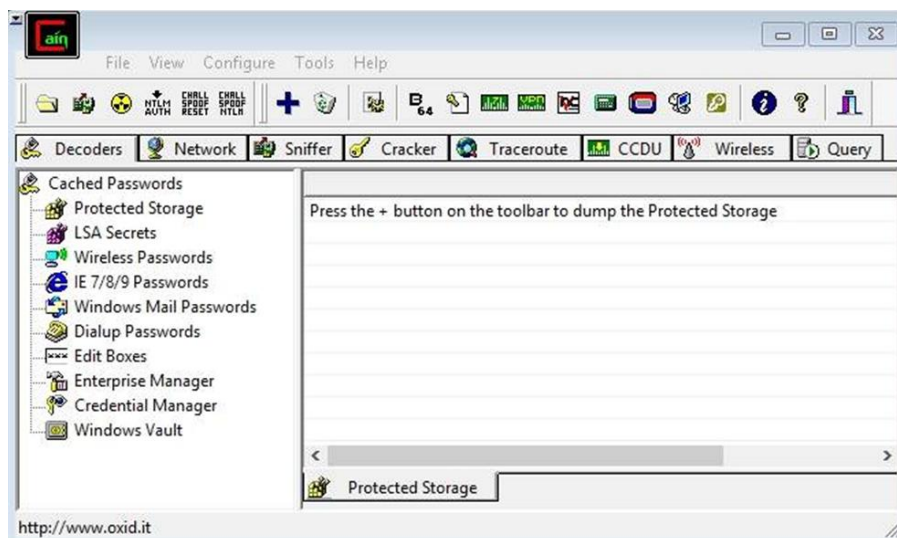 Cain
File View Configure Tools Help
NTLM AUTH
CHALL SPOOF RESET
CHALL SPOOF NTLM
B64
Decoders Network Sniffer Cracker Traceroute CCDU Wireless Query
Cached Passwords
Protected Storage
LSA Secrets
Wireless Passwords
IE 7/8/9 Passwords
Windows Mail Passwords
Dialup Passwords
Edit Boxes
Enterprise Manager
Credential Manager
Windows Vault
Press the + button on the toolbar to dump the Protected Storage
Protected Storage
http://www.oxid.it